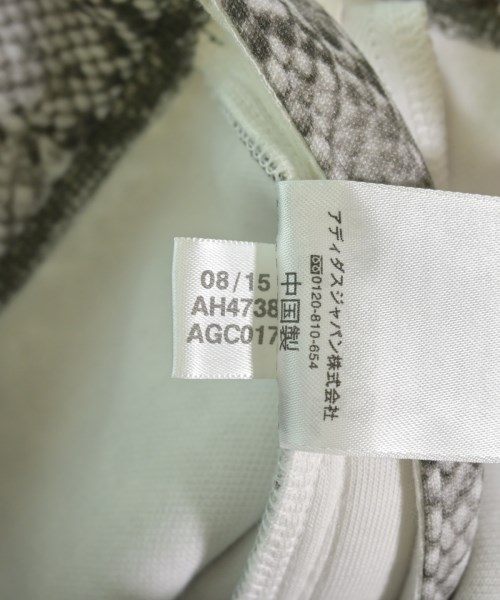 08/15
AH4738
AGC017
中国製
0120-810-654
アディダスジャパン株式会社